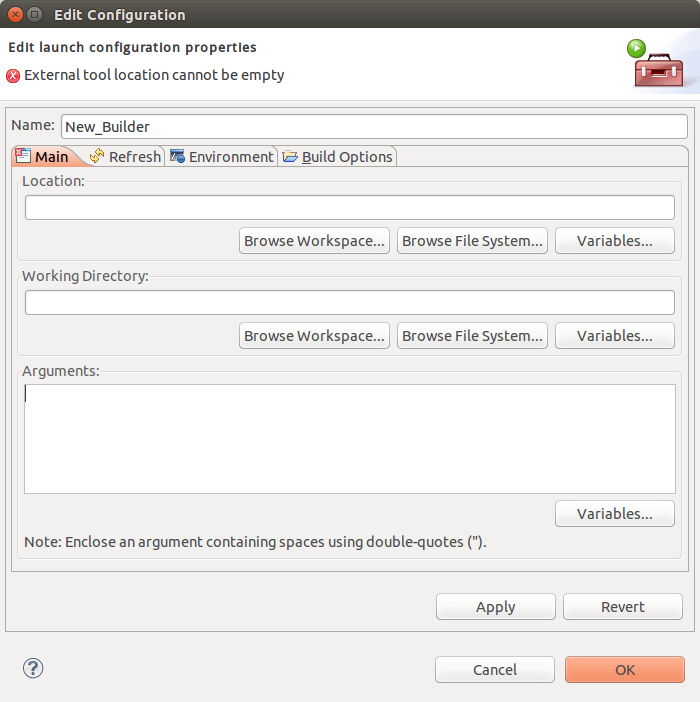 Edit Configuration
Edit launch configuration properties
External tool location cannot be empty
Name: New_Builder
Main Refresh Environment Build Options
Location:
Browse Workspace... Browse File System... Variables...
Working Directory:
Browse Workspace... Browse File System... Variables...
Arguments:
Variables...
Note: Enclose an argument containing spaces using double-quotes (").
Apply Revert
? Cancel OK